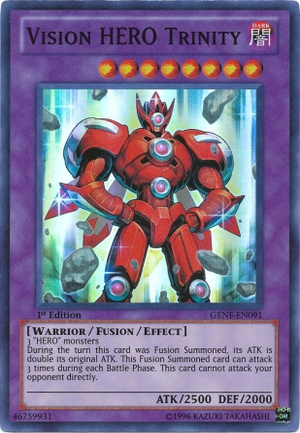 Vision HERO Trinity
DARK
闇
1st Edition
GENF-EN091
[Warrior / Fusion / Effect]
3 "HERO" monsters
During the turn this card was Fusion Summoned, its ATK is
double its original ATK. This Fusion Summoned card can attack
3 times during each Battle Phase. This card cannot attack your
opponent directly.
ATK/2500 DEF/2000
46759931
©1996 KAZUKI TAKAHASHI